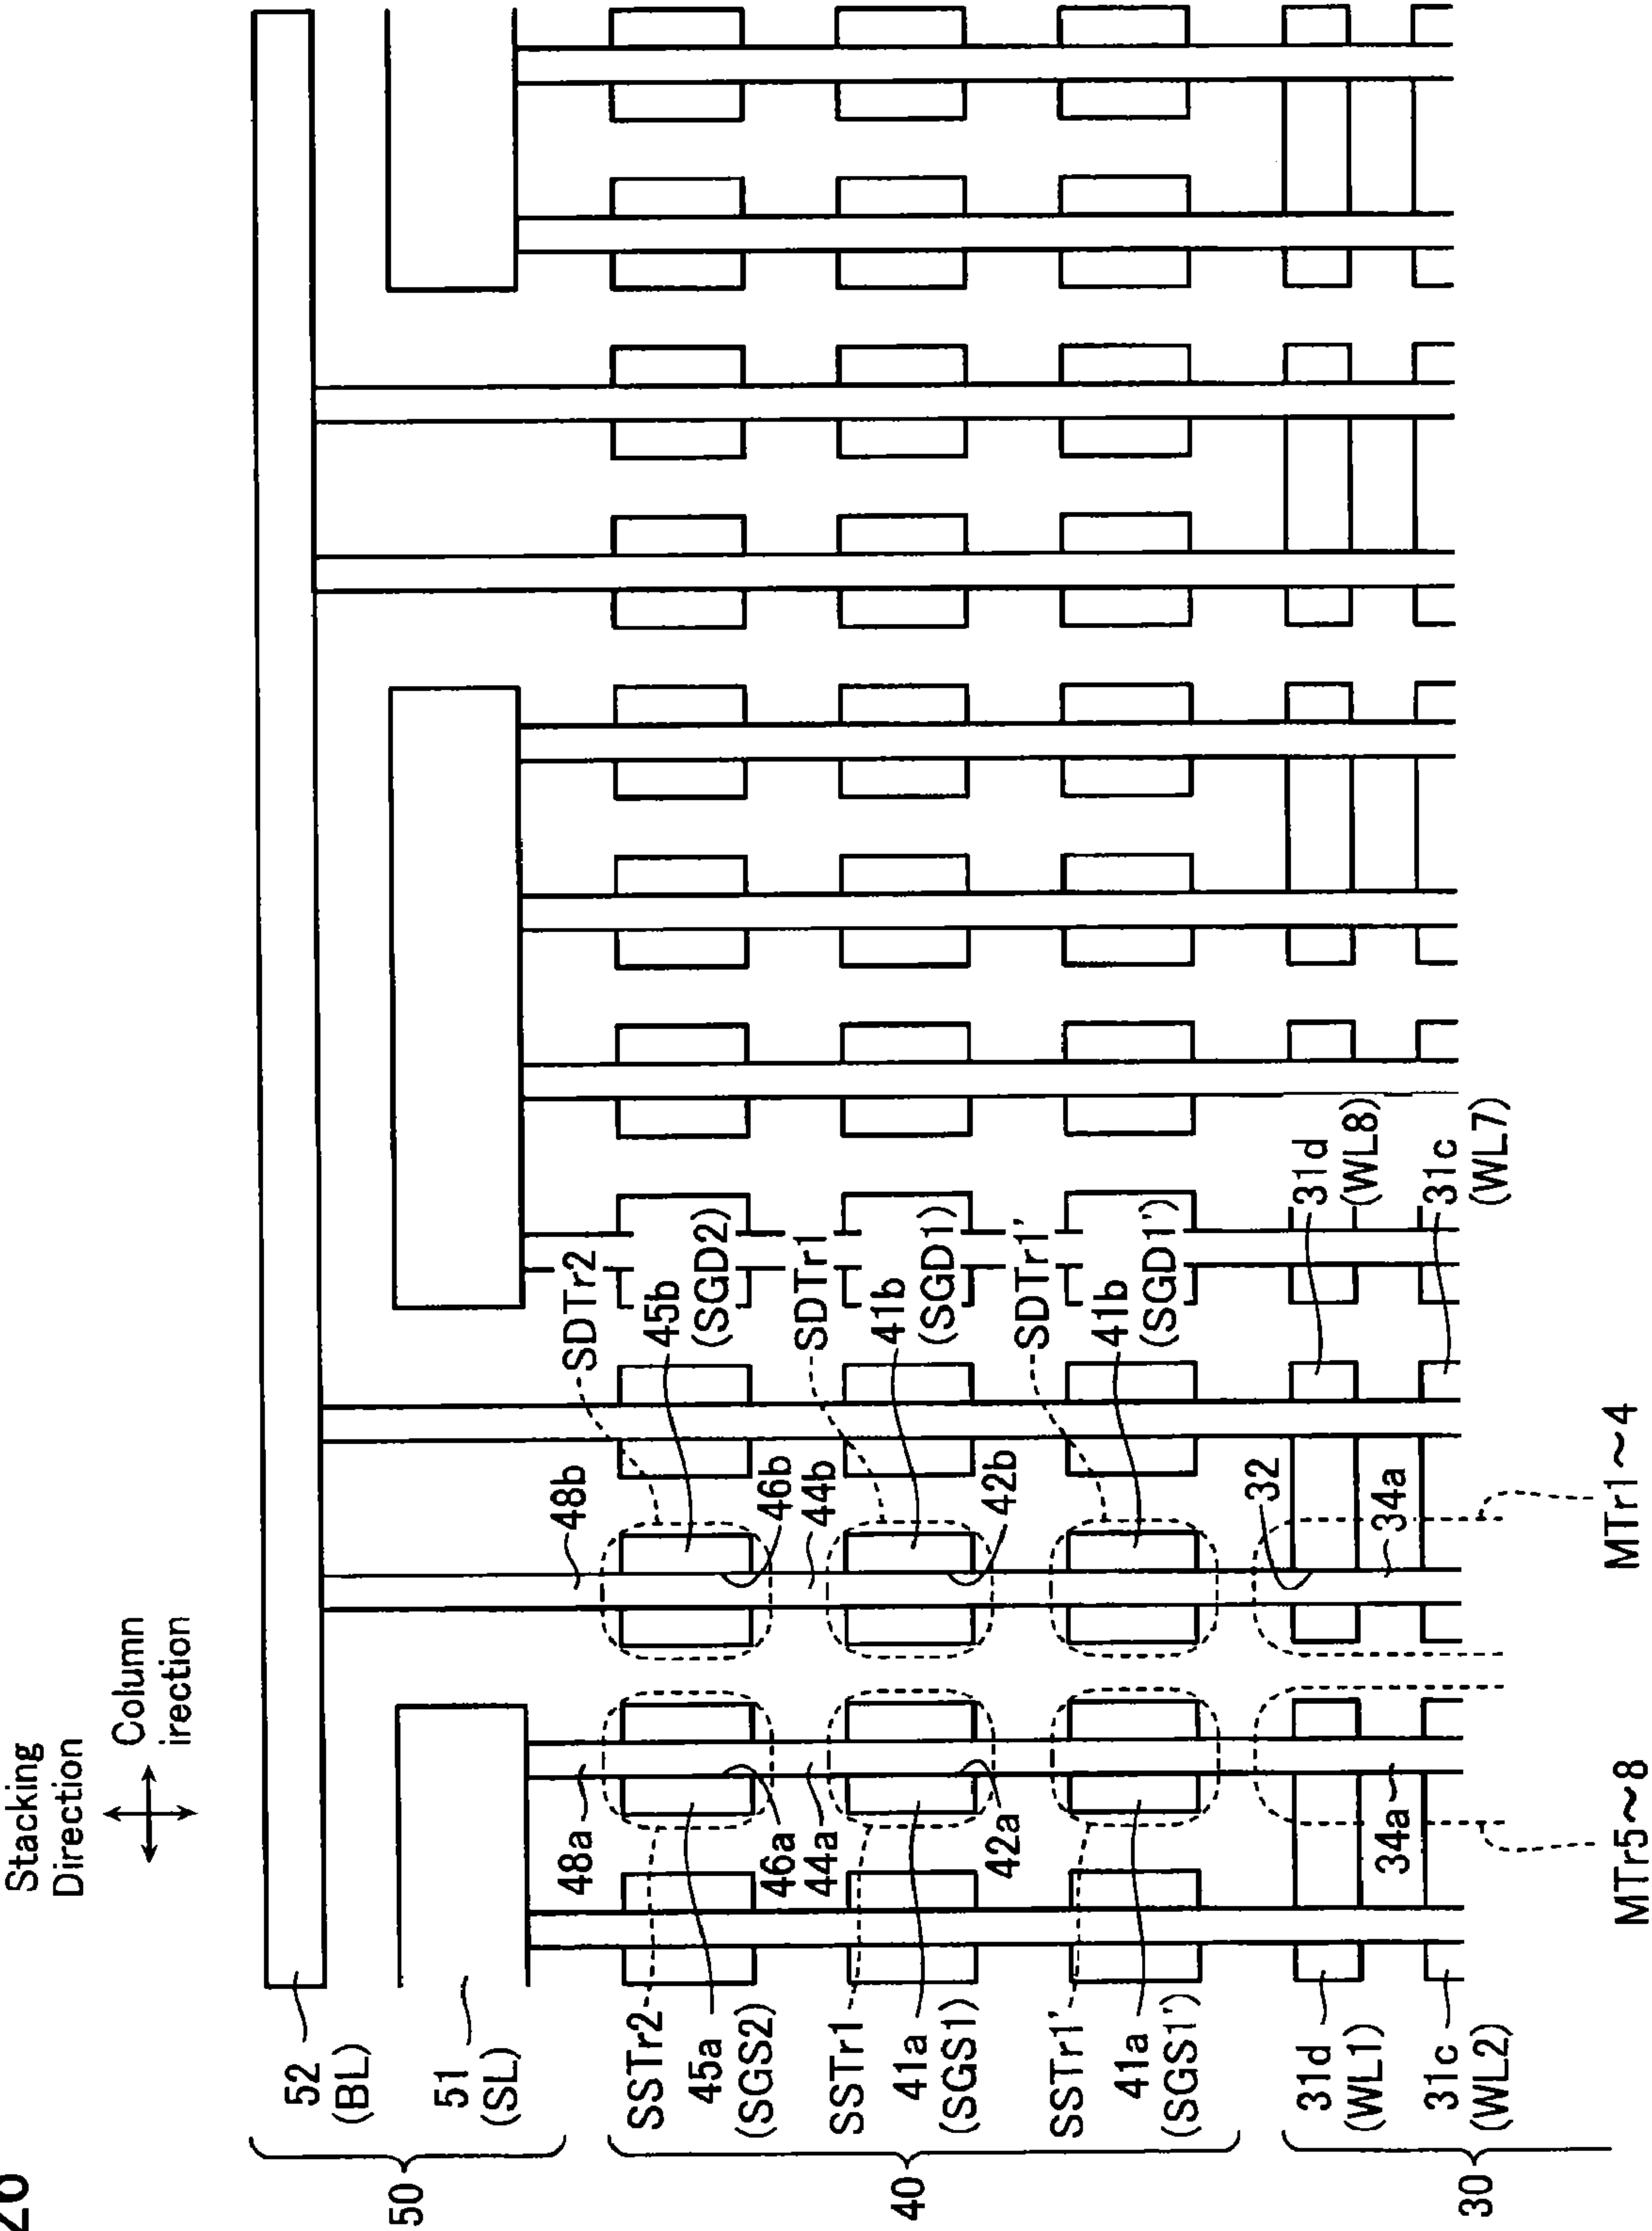 26
Stacking
Direction
Column
irection
52
(BL)
51
(SL)
50
48a
48b
SDTr2
45b
(SGD2)
SSTr2
45a
(SGS2)
46a
46b
44a
44b
SDTr1
41b
(SGD1)
SSTr1
41a
(SGS1)
42a
42b
SDTr1'
41b
(SGD1')
SSTr1'
41a
(SGS1')
40
32
31d
(WL8)
31d
(WL1)
34a
34a
31c
(WL7)
31c
(WL2)
30
MTr5~8
MTr1~4